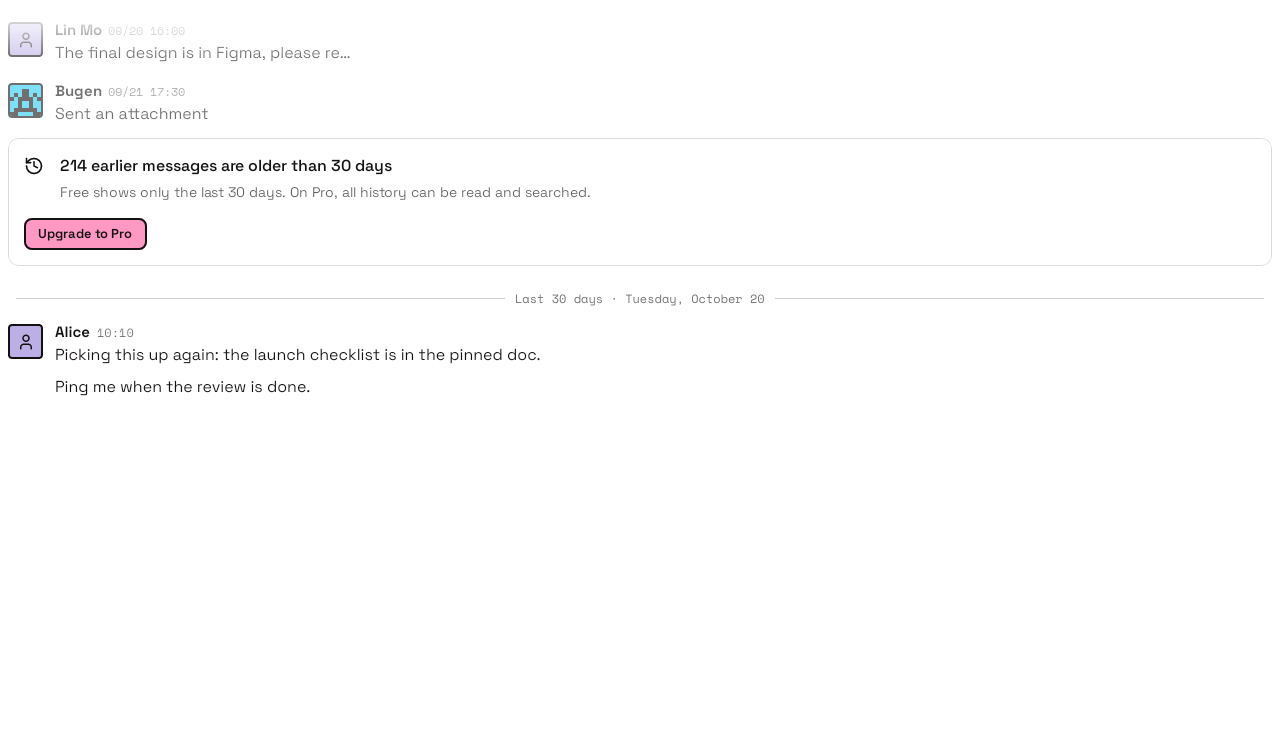 Lin Mo 09/20 16:00
The final design is in Figma, please re…
Bugen 09/21 17:30
Sent an attachment
214 earlier messages are older than 30 days
Free shows only the last 30 days. On Pro, all history can be read and searched.
Upgrade to Pro
Last 30 days · Tuesday, October 20
Alice 10:10
Picking this up again: the launch checklist is in the pinned doc.
Ping me when the review is done.